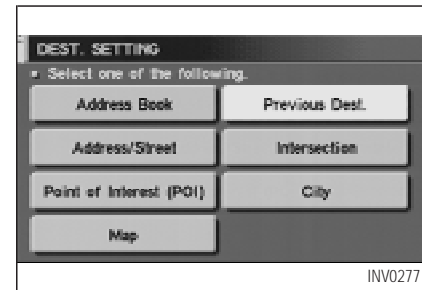 DEST. SETTING
Select one of the following.
Address Book Previous Dest.
Address/Street Intersection
Point of Interest (POI) City
Map
INV0277